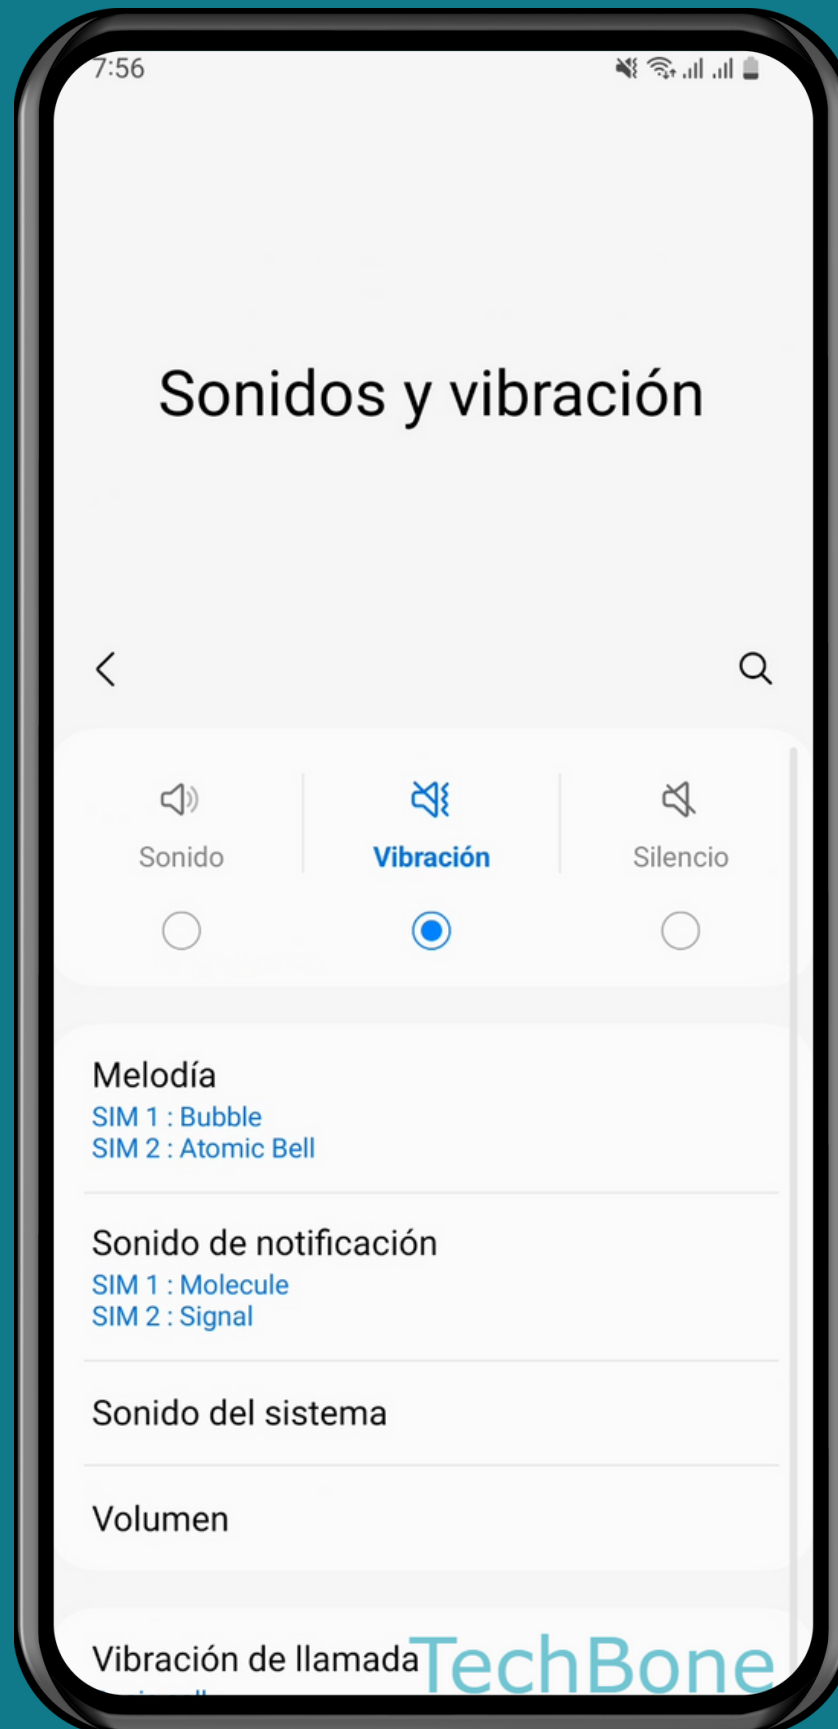 7:56
Sonidos y vibración
Sonido
Vibración
Silencio
Melodía
SIM 1 : Bubble
SIM 2 : Atomic Bell
Sonido de notificación
SIM 1 : Molecule
SIM 2 : Signal
Sonido del sistema
Volumen
Vibración de llamada
TechBone